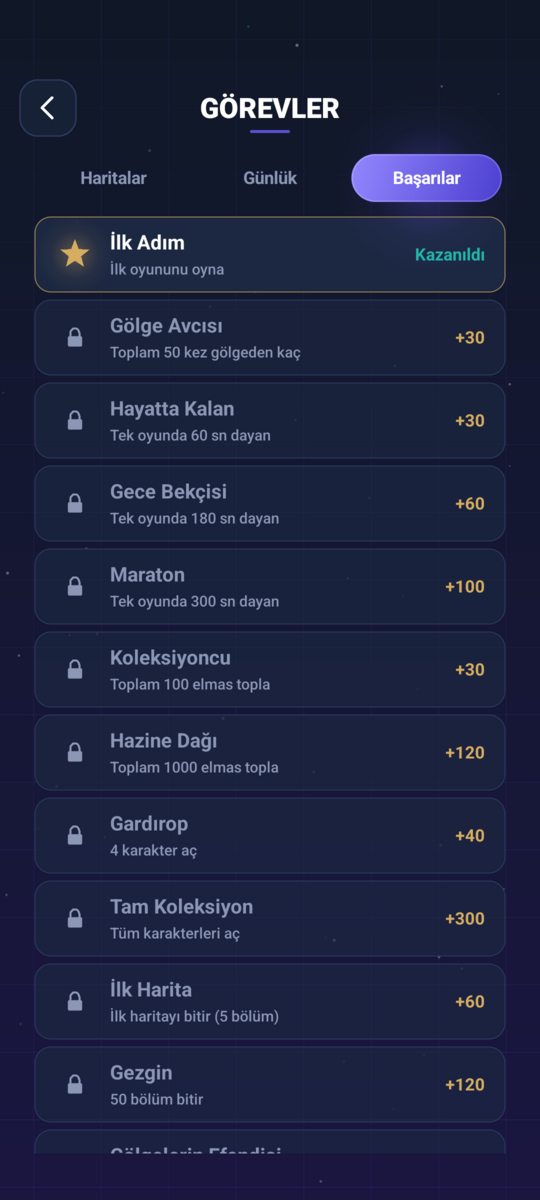 GÖREVLER
Haritalar
Günlük
Başarılar
İlk Adım
İlk oyununu oyna
Kazanıldı
Gölge Avcısı
Toplam 50 kez gölgeden kaç
+30
Hayatta Kalan
Tek oyunda 60 sn dayan
+30
Gece Bekçisi
Tek oyunda 180 sn dayan
+60
Maraton
Tek oyunda 300 sn dayan
+100
Koleksiyoncu
Toplam 100 elmas topla
+30
Hazine Dağı
Toplam 1000 elmas topla
+120
Gardırop
4 karakter aç
+40
Tam Koleksiyon
Tüm karakterleri aç
+300
İlk Harita
İlk haritayı bitir (5 bölüm)
+60
Gezgin
50 bölüm bitir
+120
Gölgelerin Efendisi